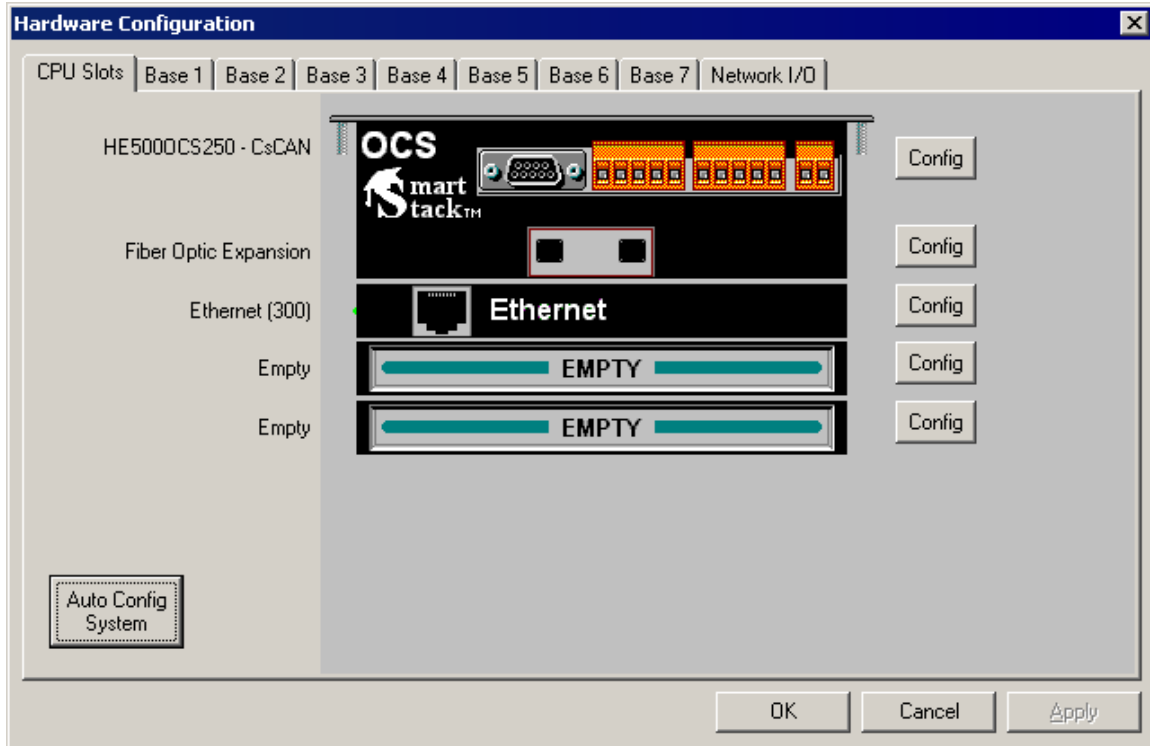 Hardware Configuration
CPU Slots Base 1 Base 2 Base 3 Base 4 Base 5 Base 6 Base 7 Network I/O
HE500OCS250 - CsCAN
OCS
Smart
Stack™
Config
Fiber Optic Expansion
Config
Ethernet (300)
Ethernet
Config
Empty
EMPTY
Config
Empty
EMPTY
Config
Auto Config
System
OK Cancel Apply